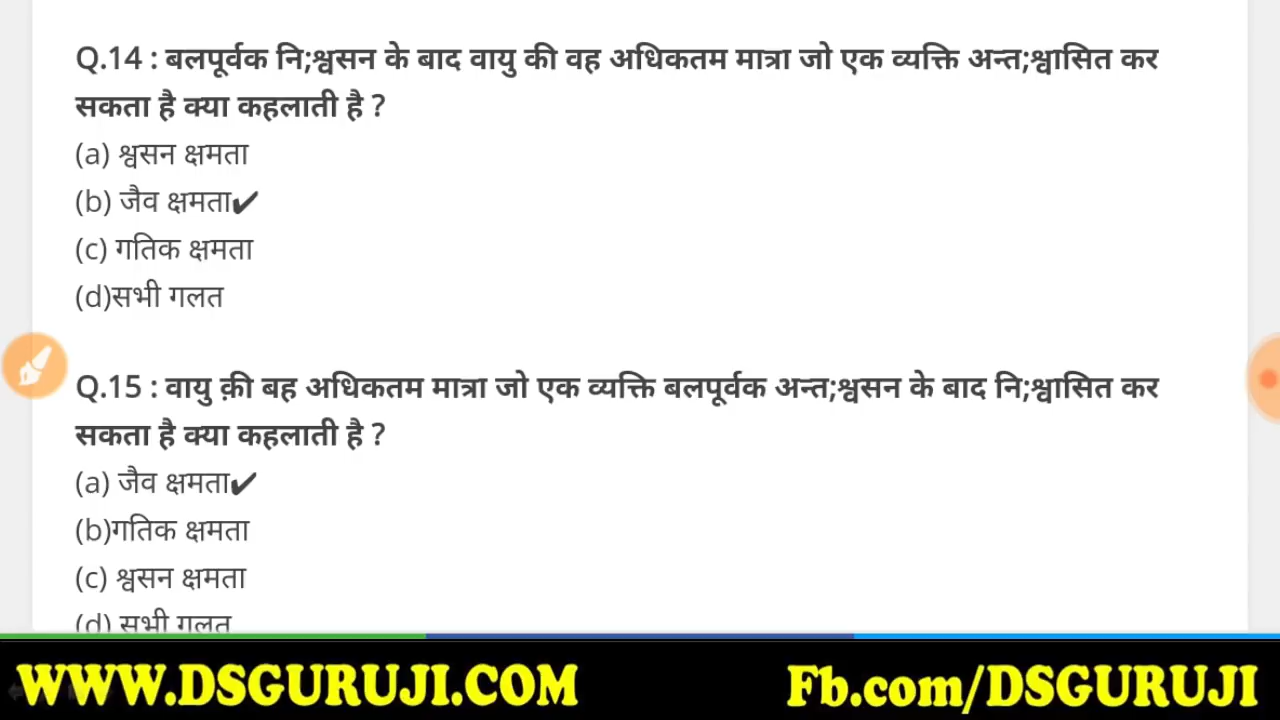 Q.14 : बलपूर्वक नि;श्वसन के बाद वायु की वह अधिकतम मात्रा जो एक व्यक्ति अन्त;श्वासित कर
सकता है क्या कहलाती है ?
(a) श्वसन क्षमता
(b) जैव क्षमता✔
(c) गतिक क्षमता
(d)सभी गलत
Q.15 : वायु क़ी बह अधिकतम मात्रा जो एक व्यक्ति बलपूर्वक अन्त;श्वसन के बाद नि;श्वासित कर
सकता है क्या कहलाती है ?
(a) जैव क्षमता✔
(b)गतिक क्षमता
(c) श्वसन क्षमता
(d) सभी गलत
WWW.DSGURUJI.COM Fb.com/DSGURUJI